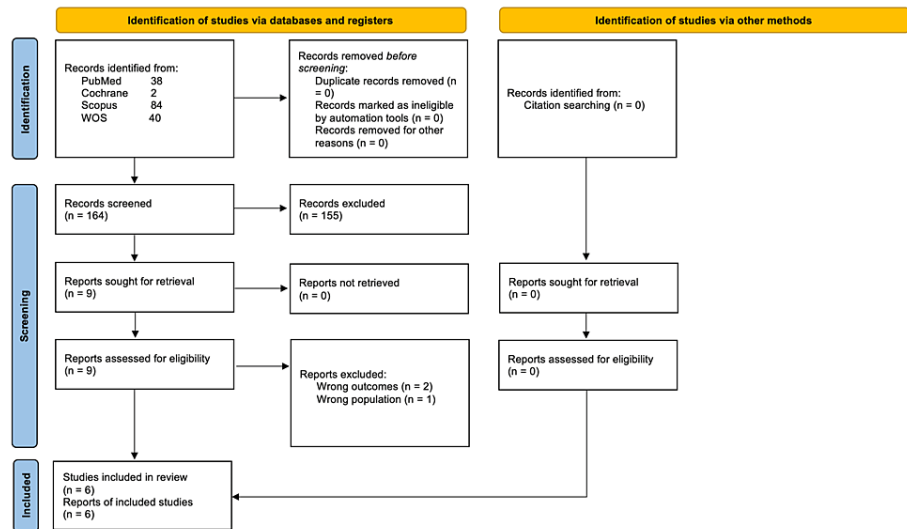 Identification of studies via databases and registers
Identification of studies via other methods
Identification
Records identified from:
PubMed 38
Cochrane 2
Scopus 84
WOS 40
Records removed before
screening:
Duplicate records removed (n
= 0)
Records marked as ineligible
by automation tools (n = 0)
Records removed for other
reasons (n = 0)
Records identified from:
Citation searching (n = 0)
Screening
Records screened
(n = 164)
Records excluded
(n = 155)
Reports sought for retrieval
(n = 9)
Reports not retrieved
(n = 0)
Reports sought for retrieval
(n = 0)
Reports assessed for eligibility
(n = 9)
Reports excluded:
Wrong outcomes (n = 2)
Wrong population (n = 1)
Reports assessed for eligibility
(n = 0)
Included
Studies included in review
(n = 6)
Reports of included studies
(n = 6)